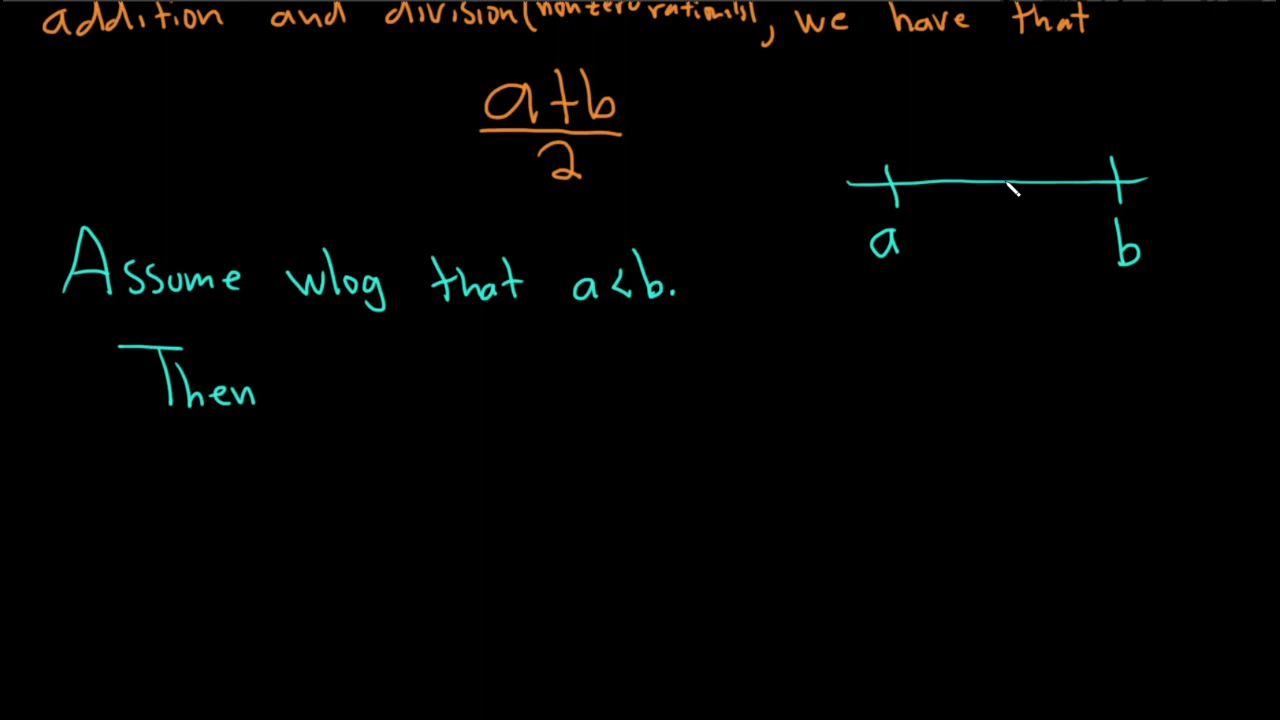 addition and division(nonzero rationals), we have that
a+b
2
a b
Assume wlog that a<b.
Then